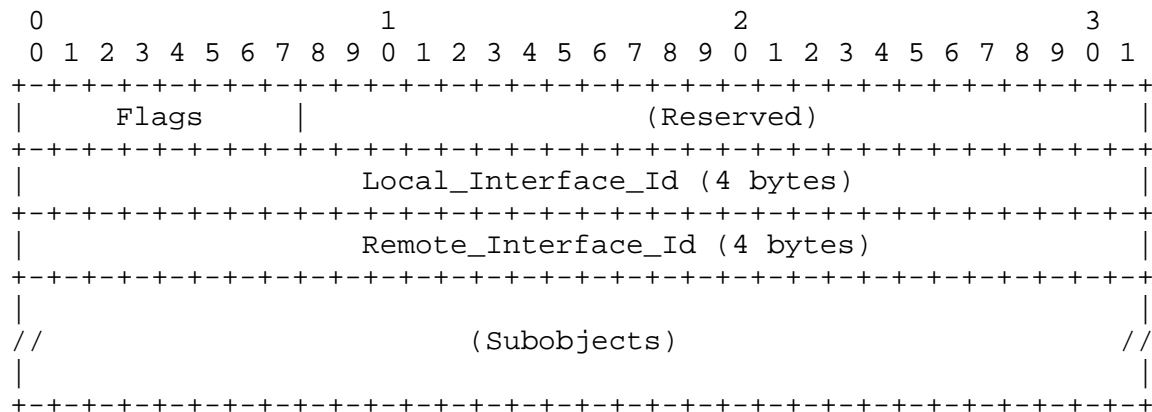 0                   1                   2                   3
 0 1 2 3 4 5 6 7 8 9 0 1 2 3 4 5 6 7 8 9 0 1 2 3 4 5 6 7 8 9 0 1
+-+-+-+-+-+-+-+-+-+-+-+-+-+-+-+-+-+-+-+-+-+-+-+-+-+-+-+-+-+-+-+-+
|     Flags     |                   (Reserved)                  |
+-+-+-+-+-+-+-+-+-+-+-+-+-+-+-+-+-+-+-+-+-+-+-+-+-+-+-+-+-+-+-+-+
|                   Local_Interface_Id (4 bytes)                |
+-+-+-+-+-+-+-+-+-+-+-+-+-+-+-+-+-+-+-+-+-+-+-+-+-+-+-+-+-+-+-+-+
|                   Remote_Interface_Id (4 bytes)               |
+-+-+-+-+-+-+-+-+-+-+-+-+-+-+-+-+-+-+-+-+-+-+-+-+-+-+-+-+-+-+-+-+
|                                                               |
//                        (Subobjects)                         //
|                                                               |
+-+-+-+-+-+-+-+-+-+-+-+-+-+-+-+-+-+-+-+-+-+-+-+-+-+-+-+-+-+-+-+-+